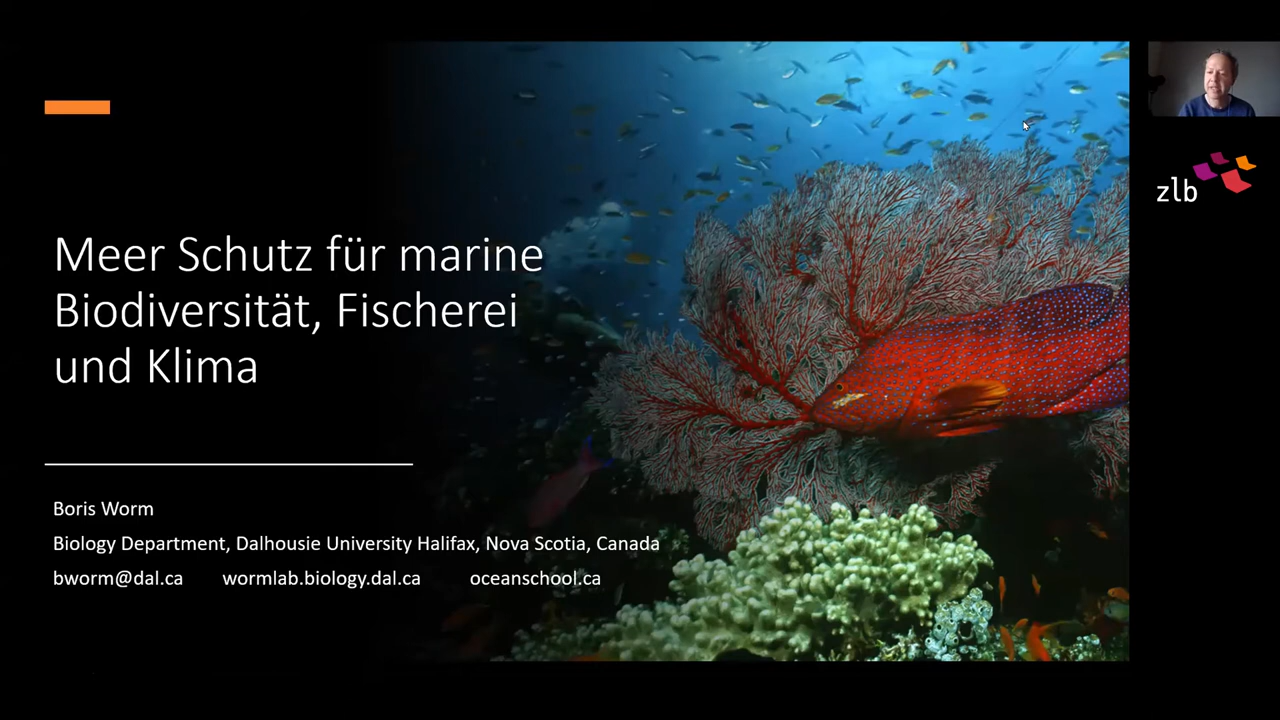 Meer Schutz für marine
Biodiversität, Fischerei
und Klima
Boris Worm
Biology Department, Dalhousie University Halifax, Nova Scotia, Canada
bworm@dal.ca wormlab.biology.dal.ca oceanschool.ca
zlb